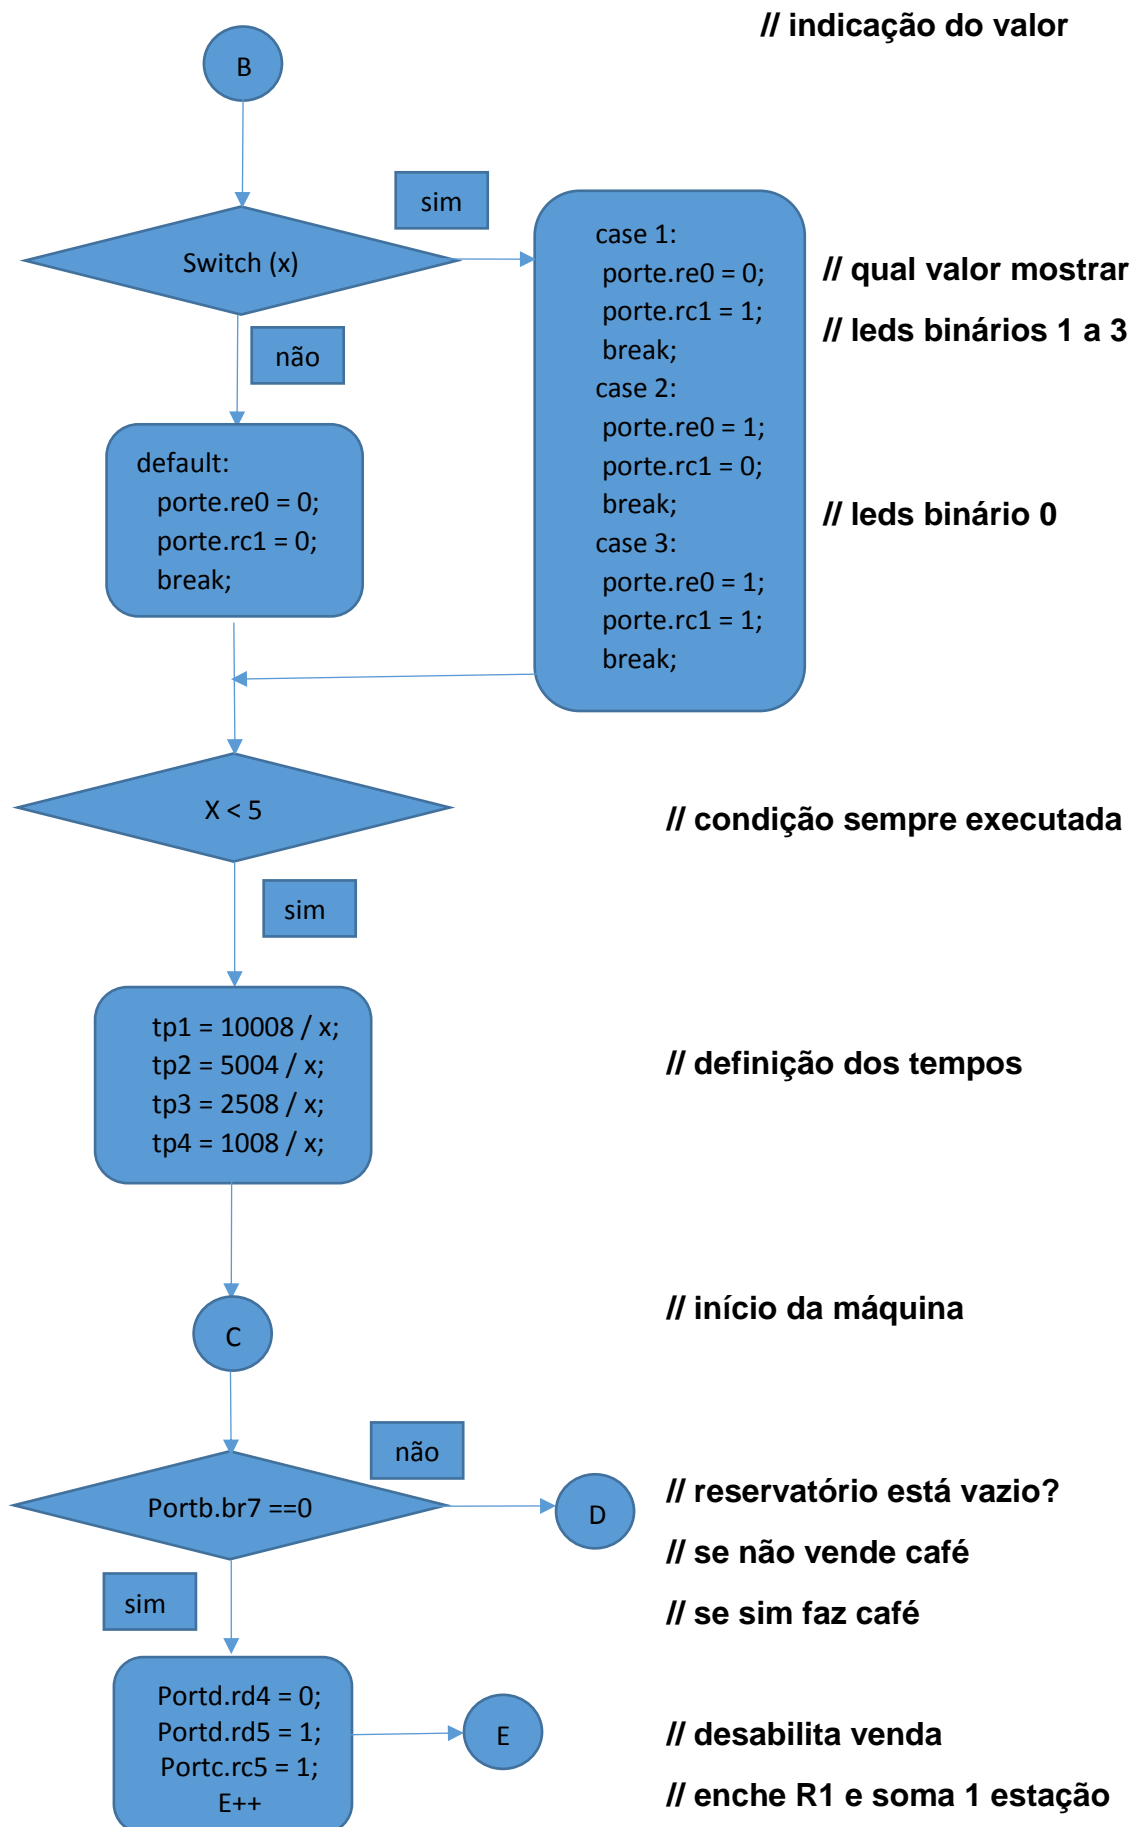 // indicação do valor
B
sim
Switch (x)
case 1:
porte.re0 = 0;
porte.rc1 = 1;
break;
case 2:
porte.re0 = 1;
porte.rc1 = 0;
break;
case 3:
porte.re0 = 1;
porte.rc1 = 1;
break;
// qual valor mostrar
// leds binários 1 a 3
não
default:
porte.re0 = 0;
porte.rc1 = 0;
break;
// leds binário 0
X < 5
// condição sempre executada
sim
tp1 = 10008 / x;
tp2 = 5004 / x;
tp3 = 2508 / x;
tp4 = 1008 / x;
// definição dos tempos
C
// início da máquina
não
Portb.br7 ==0
D
// reservatório está vazio?
// se não vende café
// se sim faz café
sim
Portd.rd4 = 0;
Portd.rd5 = 1;
Portc.rc5 = 1;
E++
E
// desabilita venda
// enche R1 e soma 1 estação